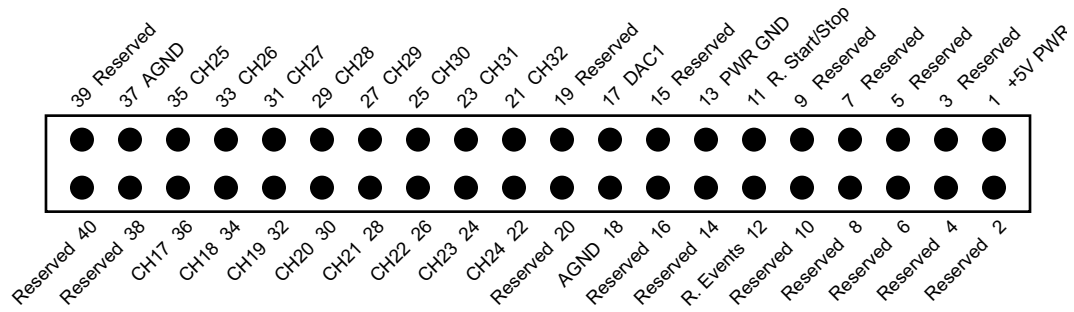 39 Reserved
37 AGND
35 CH25
33 CH26
31 CH27
29 CH28
27 CH29
25 CH30
23 CH31
21 CH32
19 Reserved
17 DAC1
15 Reserved
13 PWR GND
11 R. Start/Stop
9 Reserved
7 Reserved
5 Reserved
3 Reserved
1 +5V PWR
Reserved 40
Reserved 38
CH17 36
CH18 34
CH19 32
CH20 30
CH21 28
CH22 26
CH23 24
CH24 22
Reserved 20
AGND 18
Reserved 16
Reserved 14
R. Events 12
Reserved 10
Reserved 8
Reserved 6
Reserved 4
Reserved 2